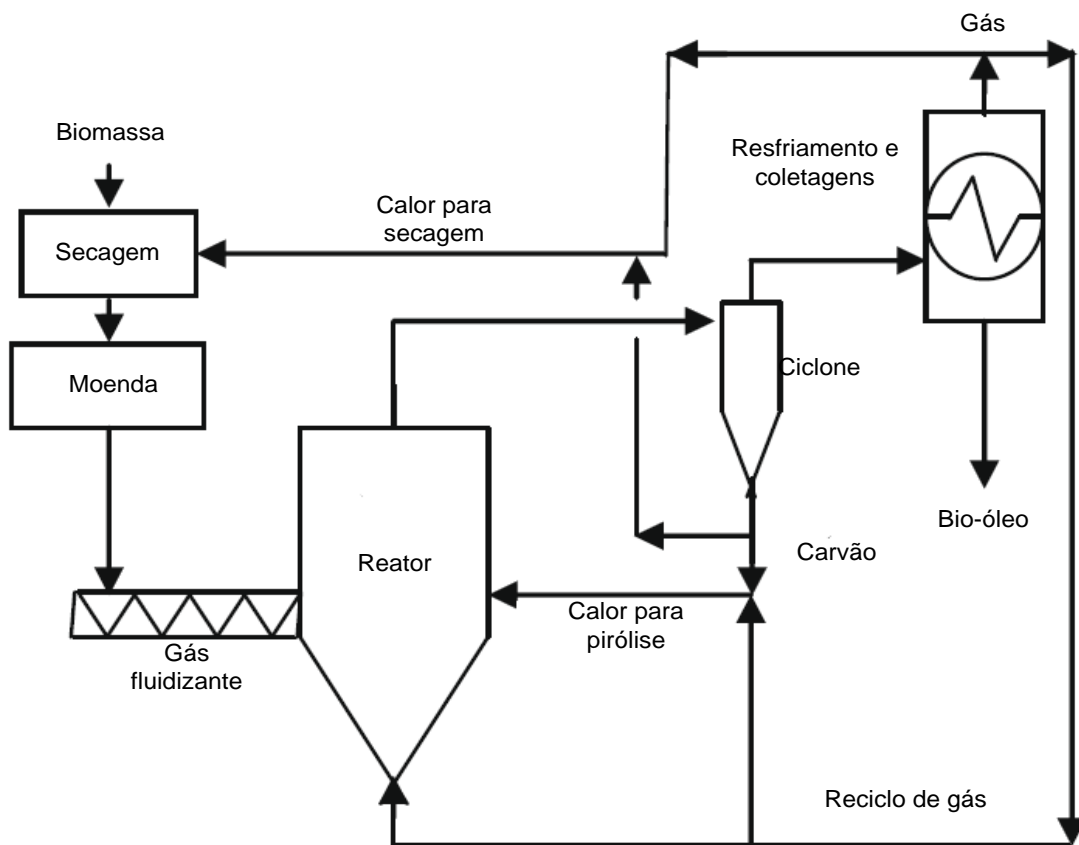 Gás
Biomassa
Resfriamento e
coletagens
Calor para
secagem
Secagem
Moenda
Ciclone
Bio-óleo
Carvão
Reator
Calor para
pirólise
Gás
fluidizante
Reciclo de gás